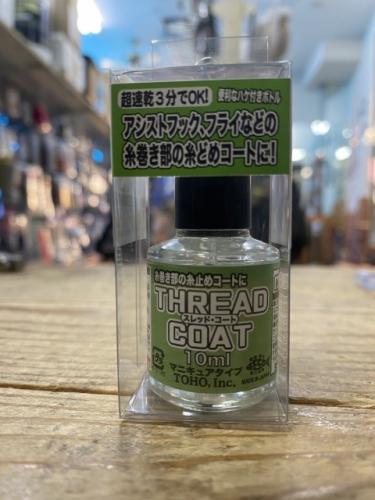 超速乾3分でOK! 便利なハケ付きボトル
アシストフック、フライなどの
糸巻き部の糸どめコートに!
糸巻き部の糸止めコートに
THREAD
スレッド・コート
COAT
10ml
マニキュアタイプ
TOHO, Inc.